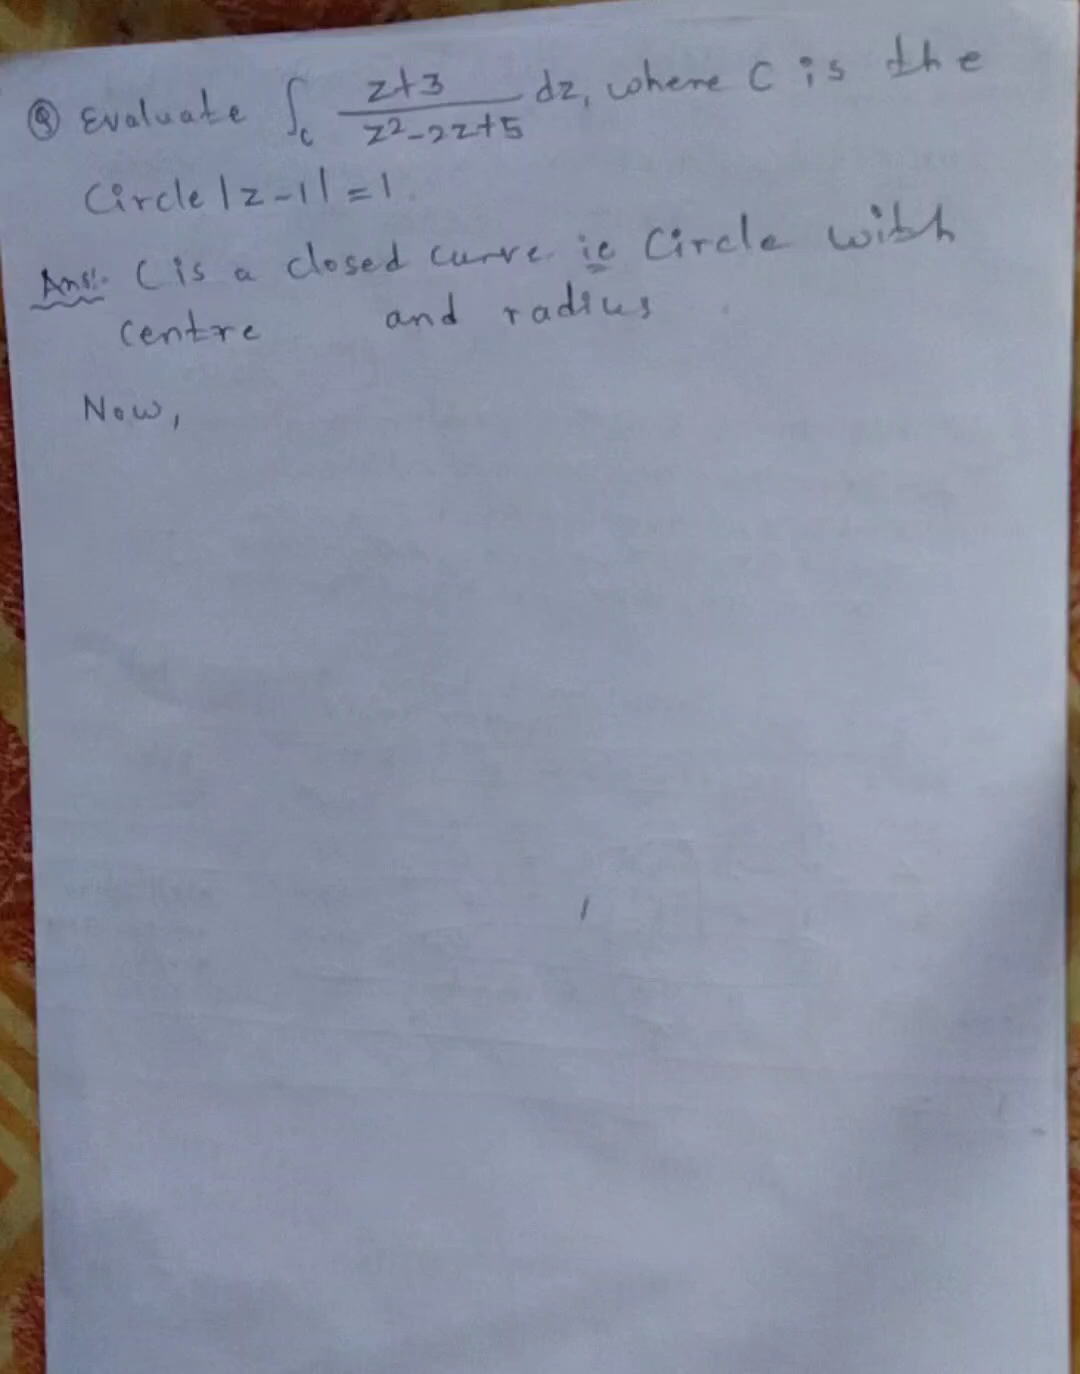 Q Evaluate ∫c z+3 / z²-2z+5 dz, where C is the
Circle |z-1|=1.
Ans:- C is a closed curve ie Circle with
centre and radius
Now,